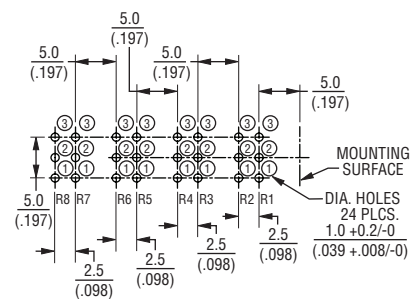 5.0
(.197)
5.0
(.197)
5.0
(.197)
5.0
(.197)
3 3 3 3 3 3 3 3
2 2 2 2 2 2 2 2
1 1 1 1 1 1 1 1
MOUNTING
SURFACE
R8 R7 R6 R5 R4 R3 R2 R1
5.0
(.197)
DIA. HOLES
24 PLCS.
1.0 +0.2/-0
(.039 +.008/-0)
2.5
(.098)
2.5
(.098)
2.5
(.098)
2.5
(.098)